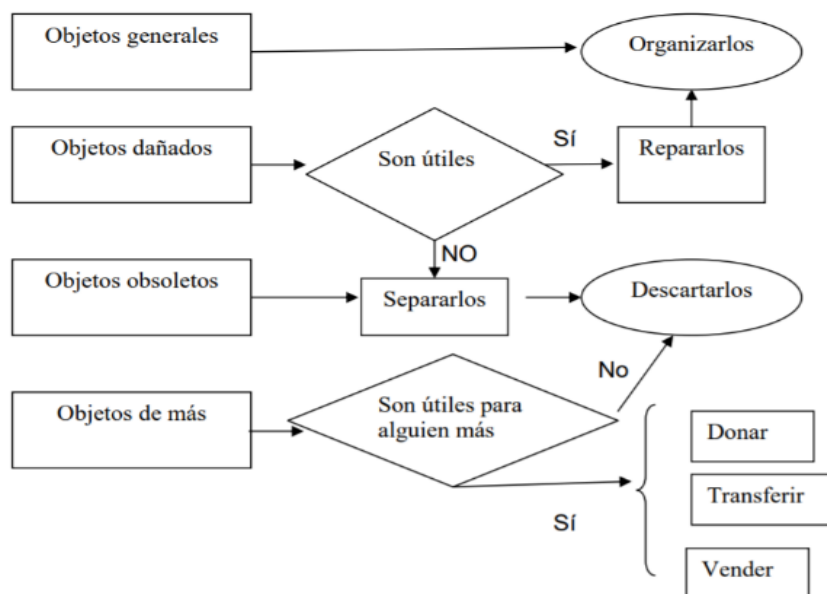 Objetos generales
Organizarlos
Objetos dañados
Son útiles
Sí
Repararlos
NO
Objetos obsoletos
Separarlos
Descartarlos
No
Objetos de más
Son útiles para
alguien más
Donar
Transferir
Sí
Vender